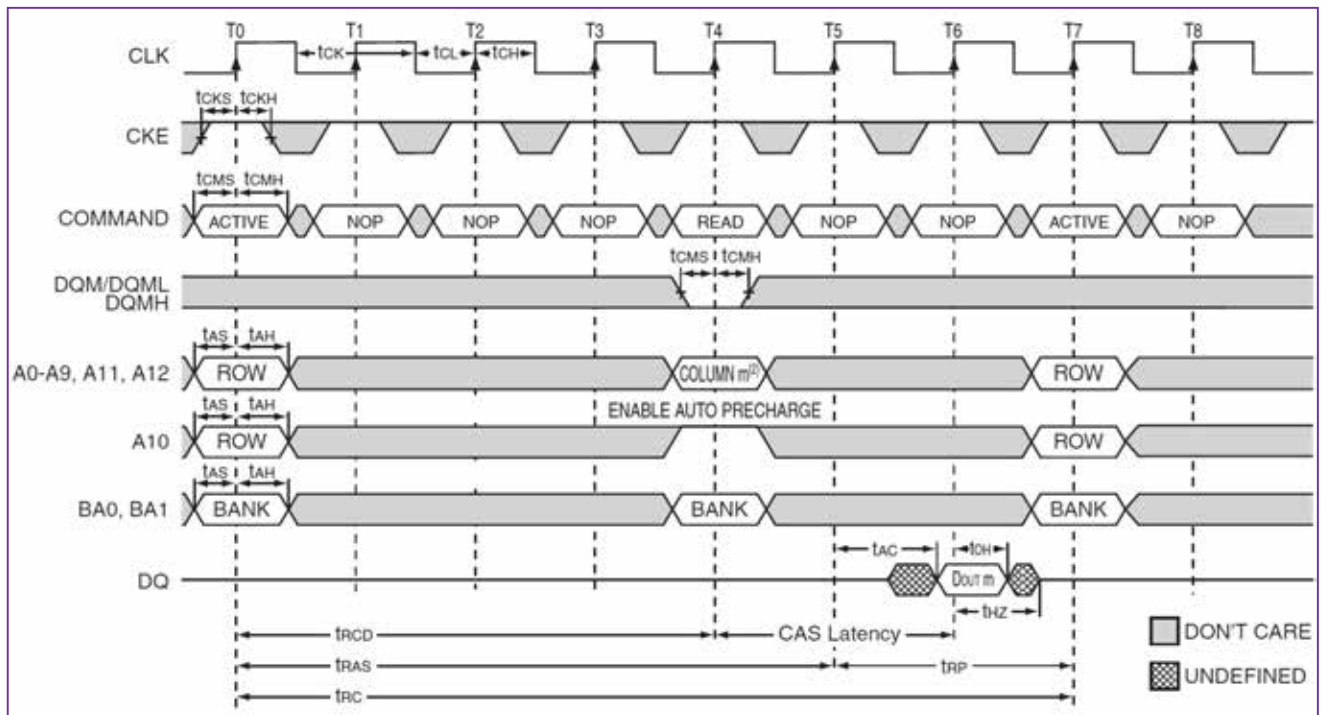 T0 T1 T2 T3 T4 T5 T6 T7 T8
CLK
tCK tCL tCH
tCKS tCKH
CKE
tCMS tCMH
COMMAND ACTIVE NOP NOP NOP READ NOP NOP ACTIVE NOP
tCMS tCMH
DQM/DQML
DQMH
tAS tAH
A0-A9, A11, A12 ROW COLUMN m(2) ROW
tAS tAH ENABLE AUTO PRECHARGE
A10 ROW ROW
tAS tAH
BA0, BA1 BANK BANK BANK
tAC tOH
DQ DOUT m
tHZ
tRCD CAS Latency
tRAS tRP
tRC
DON'T CARE
UNDEFINED